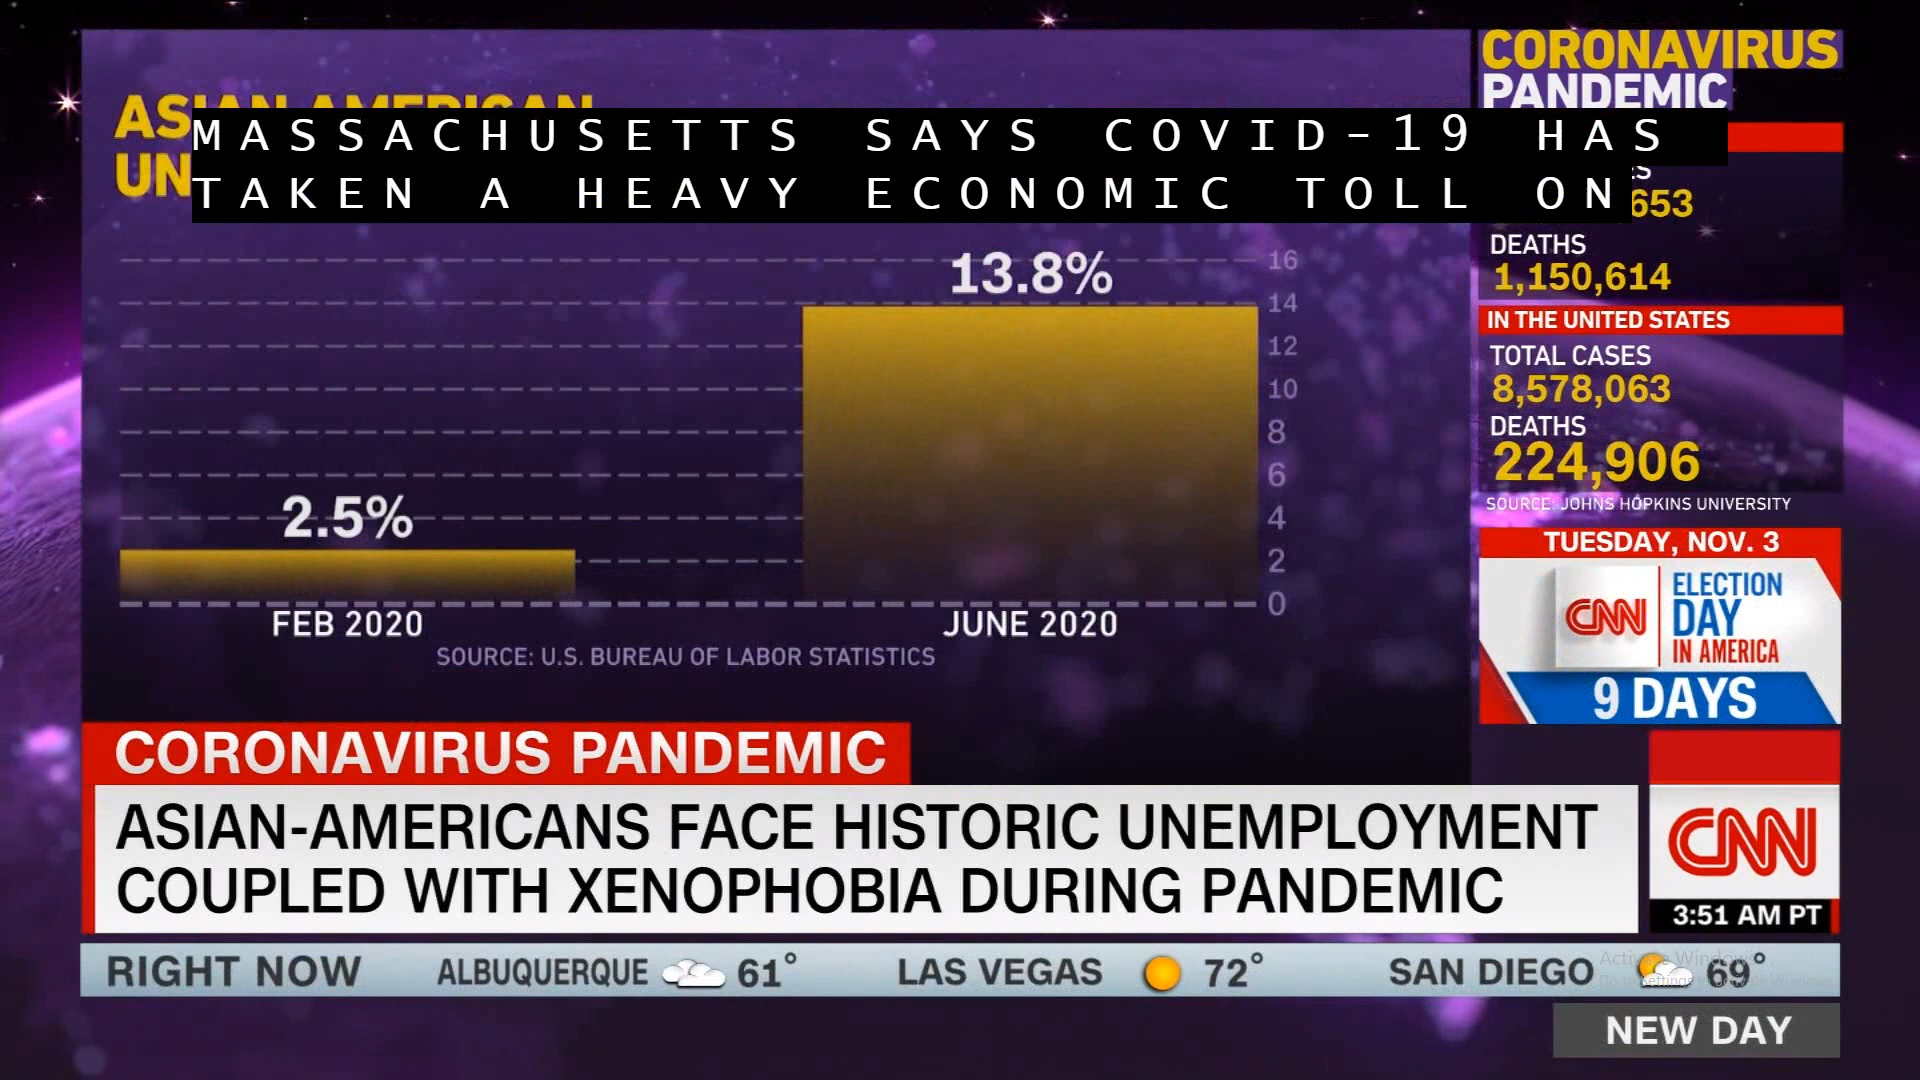 ASIAN AMERICAN
UN
MASSACHUSETTS SAYS COVID-19 HAS
TAKEN A HEAVY ECONOMIC TOLL ON
16
14
12
10
8
6
4
2
0
2.5%
13.8%
FEB 2020
JUNE 2020
SOURCE: U.S. BUREAU OF LABOR STATISTICS
CORONAVIRUS
PANDEMIC
653
DEATHS
1,150,614
IN THE UNITED STATES
TOTAL CASES
8,578,063
DEATHS
224,906
SOURCE: JOHNS HOPKINS UNIVERSITY
TUESDAY, NOV. 3
CNN
ELECTION
DAY
IN AMERICA
9 DAYS
CORONAVIRUS PANDEMIC
ASIAN-AMERICANS FACE HISTORIC UNEMPLOYMENT
COUPLED WITH XENOPHOBIA DURING PANDEMIC
CNN
3:51 AM PT
RIGHT NOW ALBUQUERQUE 61° LAS VEGAS 72° SAN DIEGO 69°
Activate Windows
NEW DAY